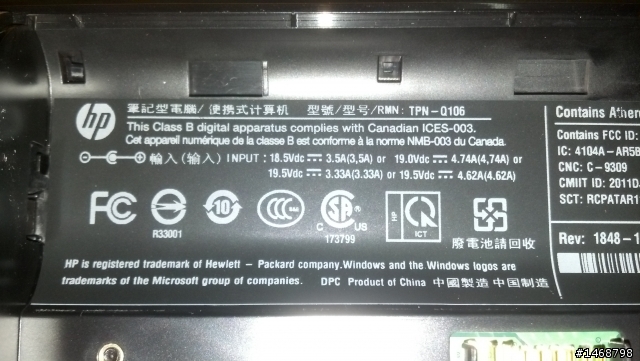 hp
筆記型電腦/ 便携式计算机 型號/型号/RMN: TPN-Q106
This Class B digital apparatus complies with Canadian ICES-003.
Cet appareil numérique de la classe B est conforme à la norme NMB-003 du Canada.
輸入(输入) INPUT: 18.5Vdc 3.5A(3,5A) or 19.0Vdc 4.74A(4,74A) or
19.5Vdc 3.33A(3.33A) or 19.5Vdc 4.62A(4.62A)
FC
R33001
10
CCC
SA
C US
173799
HP
ICT
廢電池請回收
HP is registered trademark of Hewlett - Packard company.Windows and the Windows logos are
trademarks of the Microsoft group of companies. DPC Product of China 中國製造 中国制造
Contains Athero
Contains FCC ID:
IC: 4104A-AR5B
CNC: C-9309
CMIIT ID: 2011D
SCT: RCPATAR1
Rev: 1848-1
#1468798